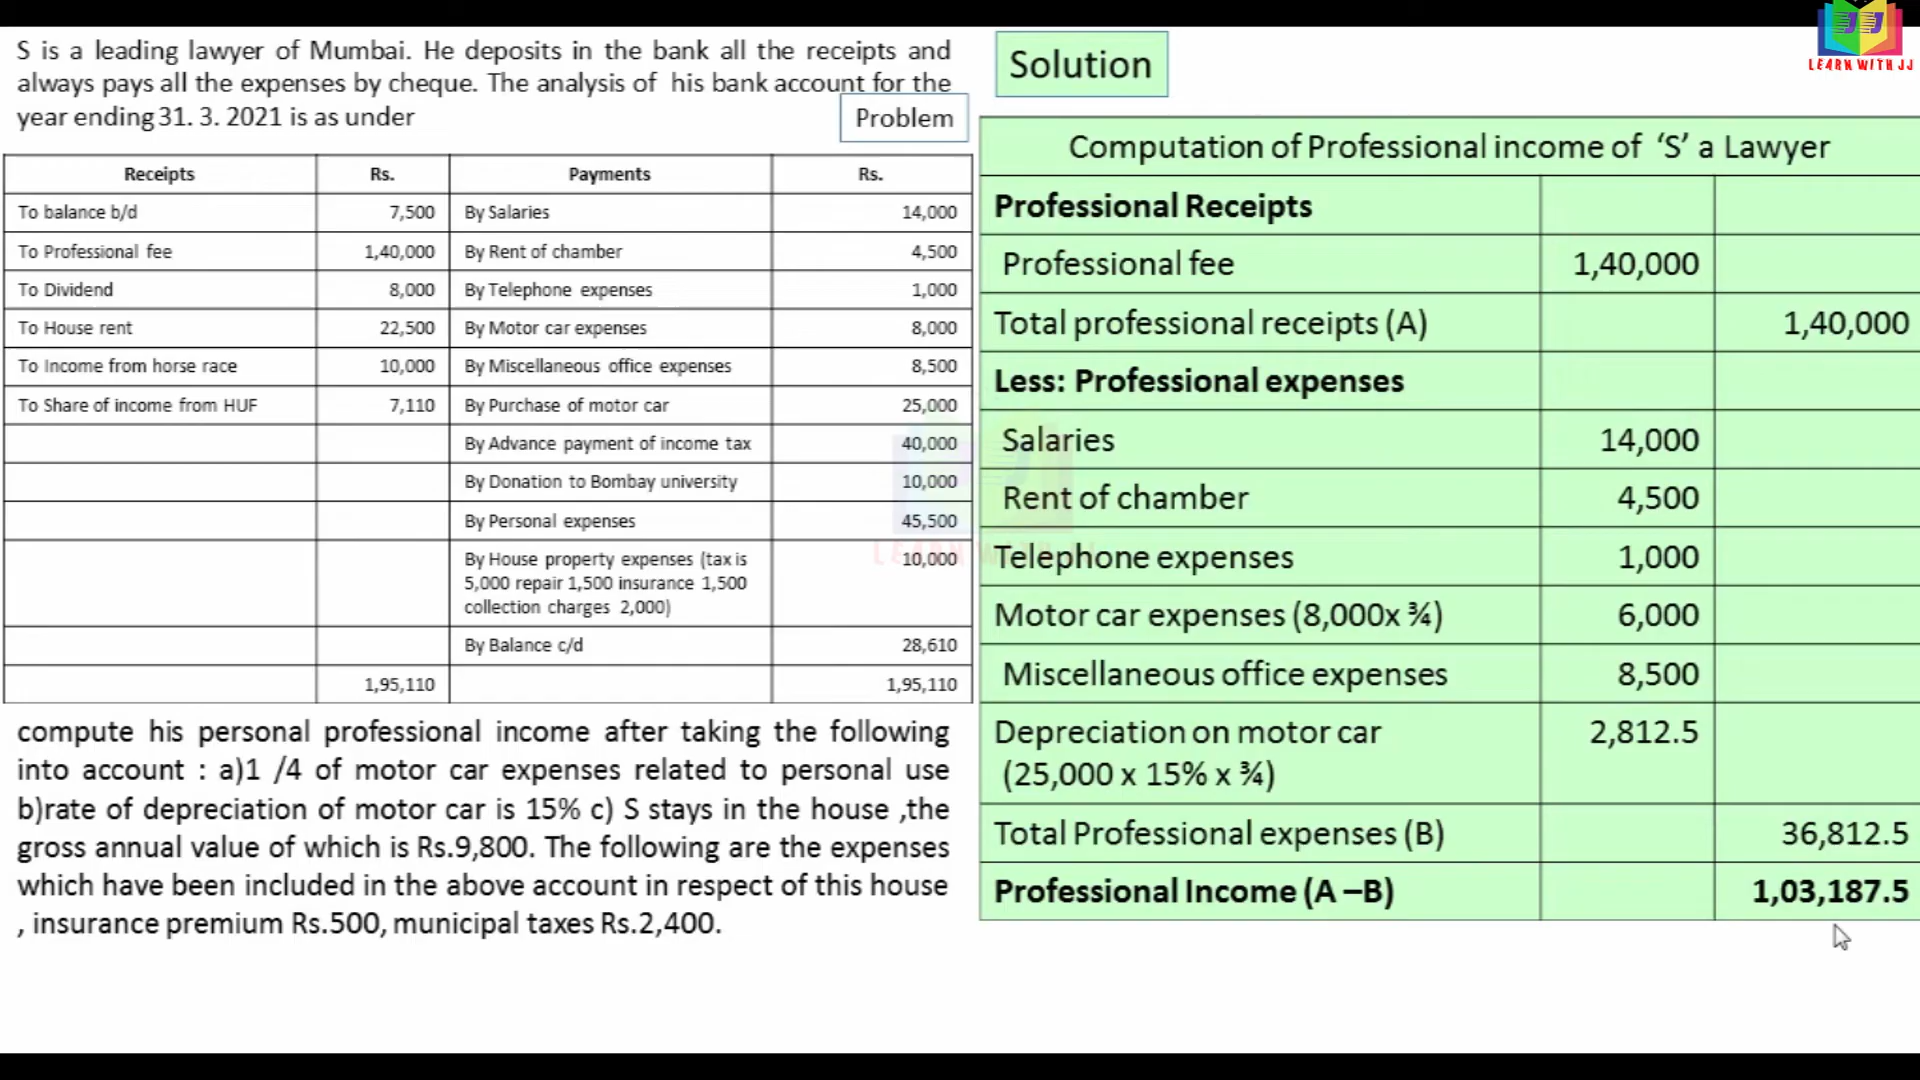 S is a leading lawyer of Mumbai. He deposits in the bank all the receipts and
always pays all the expenses by cheque. The analysis of his bank account for the
year ending 31. 3. 2021 is as under
Problem
Receipts Rs. Payments Rs.
To balance b/d 7,500 By Salaries 14,000
To Professional fee 1,40,000 By Rent of chamber 4,500
To Dividend 8,000 By Telephone expenses 1,000
To House rent 22,500 By Motor car expenses 8,000
To Income from horse race 10,000 By Miscellaneous office expenses 8,500
To Share of income from HUF 7,110 By Purchase of motor car 25,000
By Advance payment of income tax 40,000
By Donation to Bombay university 10,000
By Personal expenses 45,500
By House property expenses (tax is 10,000
5,000 repair 1,500 insurance 1,500
collection charges 2,000)
By Balance c/d 28,610
1,95,110 1,95,110
compute his personal professional income after taking the following
into account : a)1 /4 of motor car expenses related to personal use
b)rate of depreciation of motor car is 15% c) S stays in the house ,the
gross annual value of which is Rs.9,800. The following are the expenses
which have been included in the above account in respect of this house
, insurance premium Rs.500, municipal taxes Rs.2,400.
Solution
LEARN WITH JJ
Computation of Professional income of ‘S’ a Lawyer
Professional Receipts
Professional fee 1,40,000
Total professional receipts (A) 1,40,000
Less: Professional expenses
Salaries 14,000
Rent of chamber 4,500
Telephone expenses 1,000
Motor car expenses (8,000x ¾) 6,000
Miscellaneous office expenses 8,500
Depreciation on motor car 2,812.5
(25,000 x 15% x ¾)
Total Professional expenses (B) 36,812.5
Professional Income (A –B) 1,03,187.5
LEARN WITH JJ